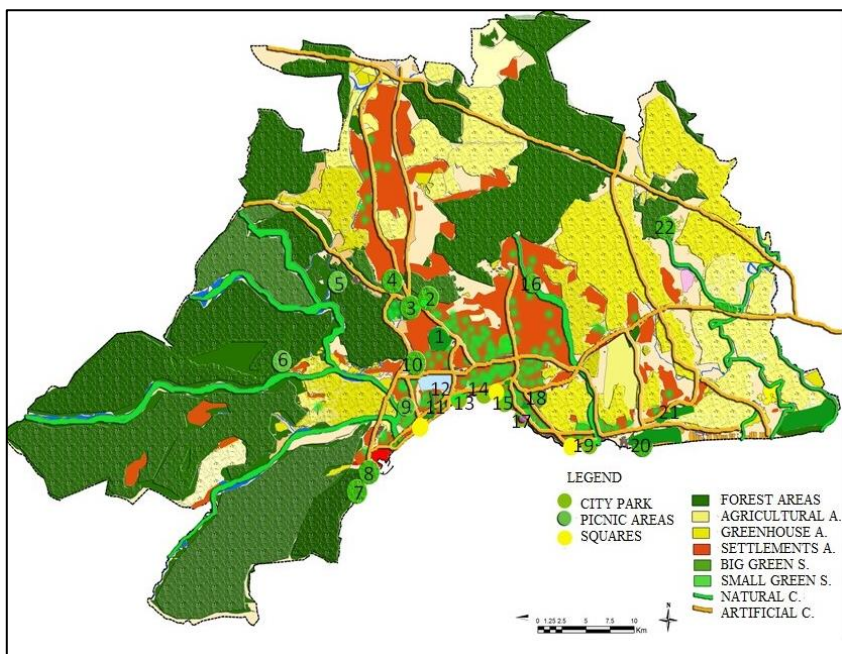 22
5
4
2
3
16
1
6
10
12
9
11
13
14
15
18
17
21
19
20
8
7
LEGEND
CITY PARK
PICNIC AREAS
SQUARES
FOREST AREAS
AGRICULTURAL A.
GREENHOUSE A.
SETTLEMENTS A.
BIG GREEN S.
SMALL GREEN S.
NATURAL C.
ARTIFICIAL C.
N
0 1.25 2.5 5 7.5 10
Km